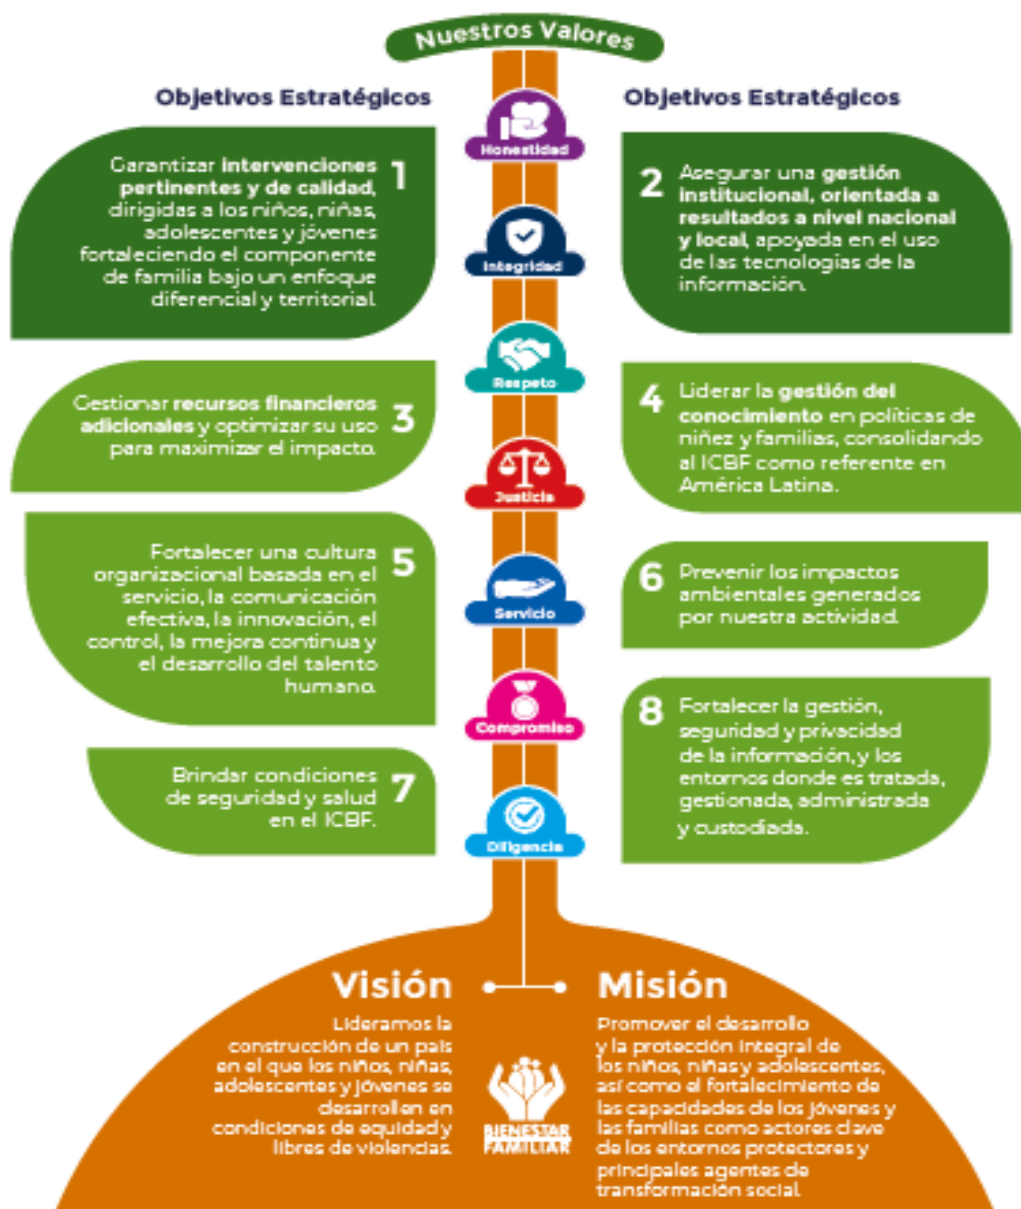 Nuestros Valores
Objetivos Estratégicos
1
Garantizar intervenciones
pertinentes y de calidad,
dirigidas a los niños, niñas,
adolescentes y jóvenes
fortaleciendo el componente
de familia bajo un enfoque
diferencial y territorial.
Objetivos Estratégicos
2
Asegurar una gestión
institucional, orientada a
resultados a nivel nacional
y local, apoyada en el uso
de las tecnologías de la
información.
3
Gestionar recursos financieros
adicionales y optimizar su uso
para maximizar el impacto.
4
Liderar la gestión del
conocimiento en políticas de
niñez y familias, consolidando
al ICBF como referente en
América Latina.
5
Fortalecer una cultura
organizacional basada en el
servicio, la comunicación
efectiva, la innovación, el
control, la mejora continua y
el desarrollo del talento
humano.
6
Prevenir los impactos
ambientales generados
por nuestra actividad.
7
Brindar condiciones
de seguridad y salud
en el ICBF.
8
Fortalecer la gestión,
seguridad y privacidad
de la información, y los
entornos donde es tratada,
gestionada, administrada
y custodiada.
Honestidad
Integridad
Respeto
Justicia
Servicio
Compromiso
Diligencia
Visión
Lideramos la
construcción de un país
en el que los niños, niñas,
adolescentes y jóvenes se
desarrollen en
condiciones de equidad y
libres de violencias.
BIENESTAR
FAMILIAR
Misión
Promover el desarrollo
y la protección integral de
los niños, niñas y adolescentes,
así como el fortalecimiento de
las capacidades de los jóvenes y
las familias como actores clave
de los entornos protectores y
principales agentes de
transformación social.